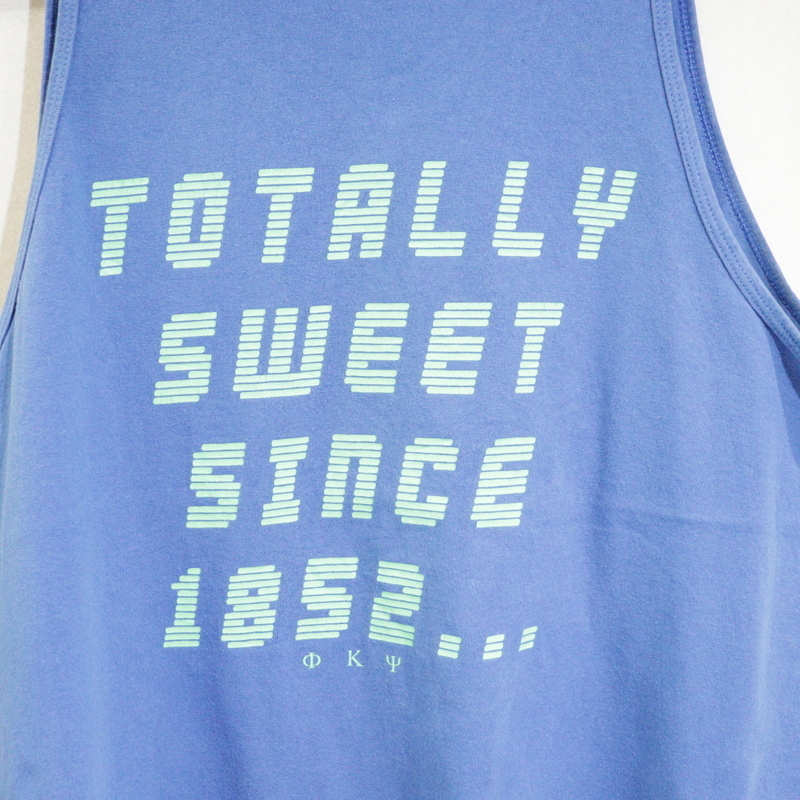 TOTALLY
SWEET
SINCE
1852...
Φ Κ Ψ